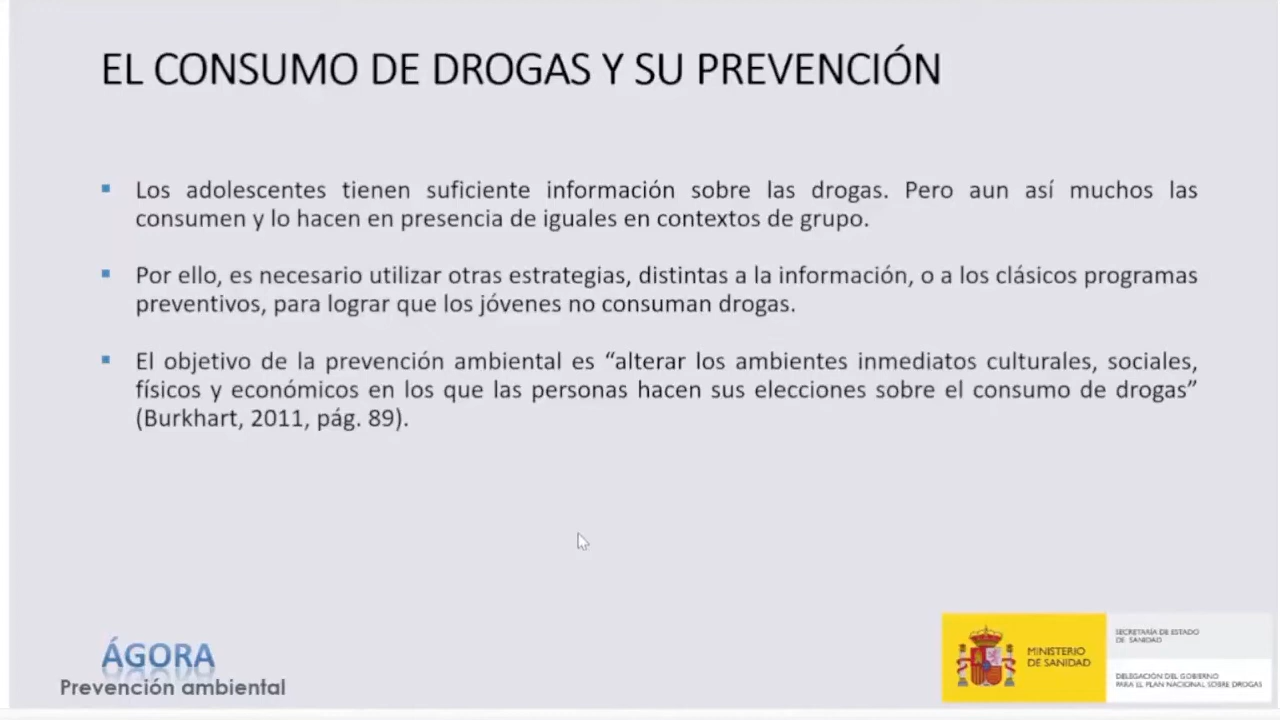 EL CONSUMO DE DROGAS Y SU PREVENCIÓN
Los adolescentes tienen suficiente información sobre las drogas. Pero aun así muchos las
consumen y lo hacen en presencia de iguales en contextos de grupo.
Por ello, es necesario utilizar otras estrategias, distintas a la información, o a los clásicos programas
preventivos, para lograr que los jóvenes no consuman drogas.
El objetivo de la prevención ambiental es “alterar los ambientes inmediatos culturales, sociales,
físicos y económicos en los que las personas hacen sus elecciones sobre el consumo de drogas”
(Burkhart, 2011, pág. 89).
ÁGORA
Prevención ambiental
MINISTERIO
DE SANIDAD
SECRETARÍA DE ESTADO
DE SANIDAD
DELEGACIÓN DEL GOBIERNO
PARA EL PLAN NACIONAL SOBRE DROGAS